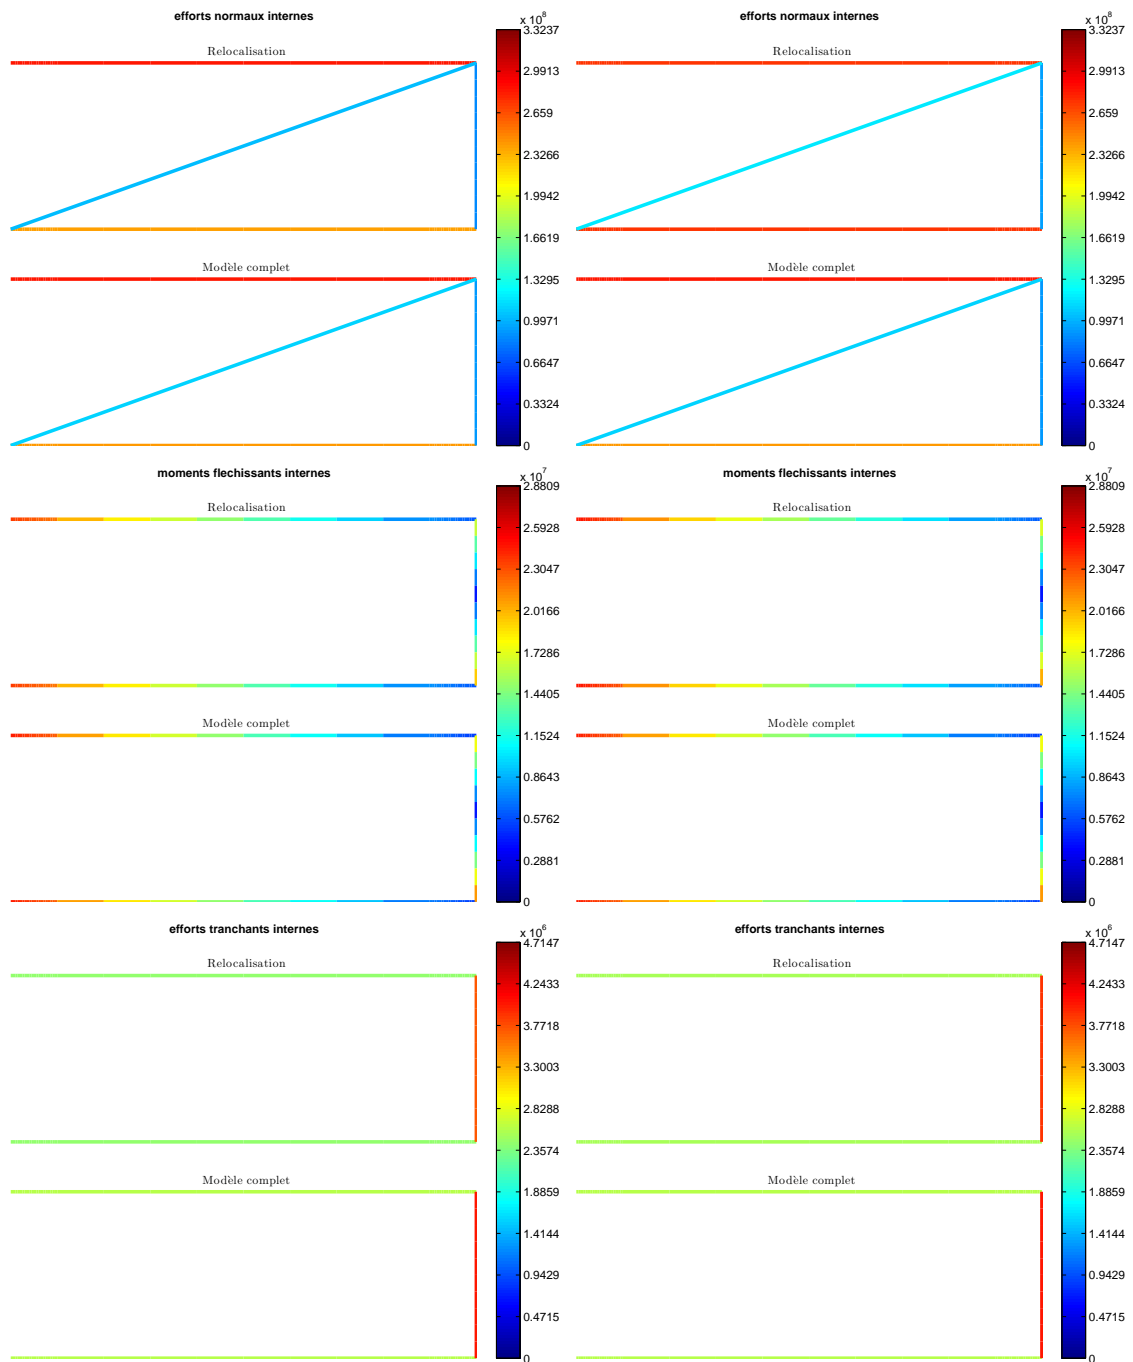 efforts normaux internes
x 10^8
Relocalisation
Modèle complet
3.3237
2.9913
2.659
2.3266
1.9942
1.6619
1.3295
0.9971
0.6647
0.3324
0
efforts normaux internes
x 10^8
Relocalisation
Modèle complet
3.3237
2.9913
2.659
2.3266
1.9942
1.6619
1.3295
0.9971
0.6647
0.3324
0
moments flechissants internes
x 10^7
Relocalisation
Modèle complet
2.8809
2.5928
2.3047
2.0166
1.7286
1.4405
1.1524
0.8643
0.5762
0.2881
0
moments flechissants internes
x 10^7
Relocalisation
Modèle complet
2.8809
2.5928
2.3047
2.0166
1.7286
1.4405
1.1524
0.8643
0.5762
0.2881
0
efforts tranchants internes
x 10^6
Relocalisation
Modèle complet
4.7147
4.2433
3.7718
3.3003
2.8288
2.3574
1.8859
1.4144
0.9429
0.4715
0
efforts tranchants internes
x 10^6
Relocalisation
Modèle complet
4.7147
4.2433
3.7718
3.3003
2.8288
2.3574
1.8859
1.4144
0.9429
0.4715
0